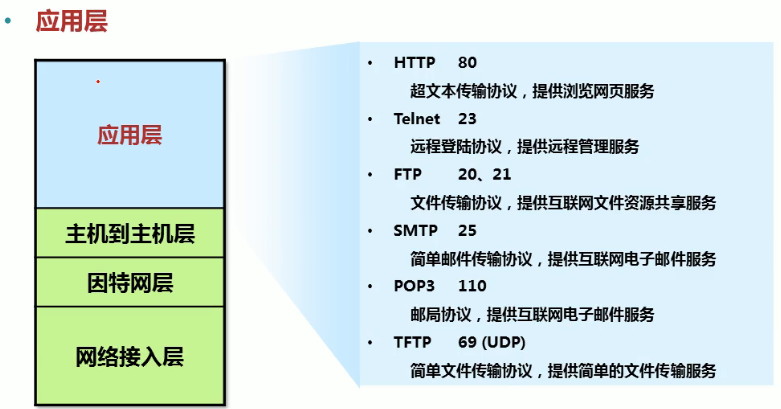 • 应用层
应用层
主机到主机层
因特网层
网络接入层
• HTTP 80
超文本传输协议，提供浏览网页服务
• Telnet 23
远程登陆协议，提供远程管理服务
• FTP 20、21
文件传输协议，提供互联网文件资源共享服务
• SMTP 25
简单邮件传输协议，提供互联网电子邮件服务
• POP3 110
邮局协议，提供互联网电子邮件服务
• TFTP 69 (UDP)
简单文件传输协议，提供简单的文件传输服务